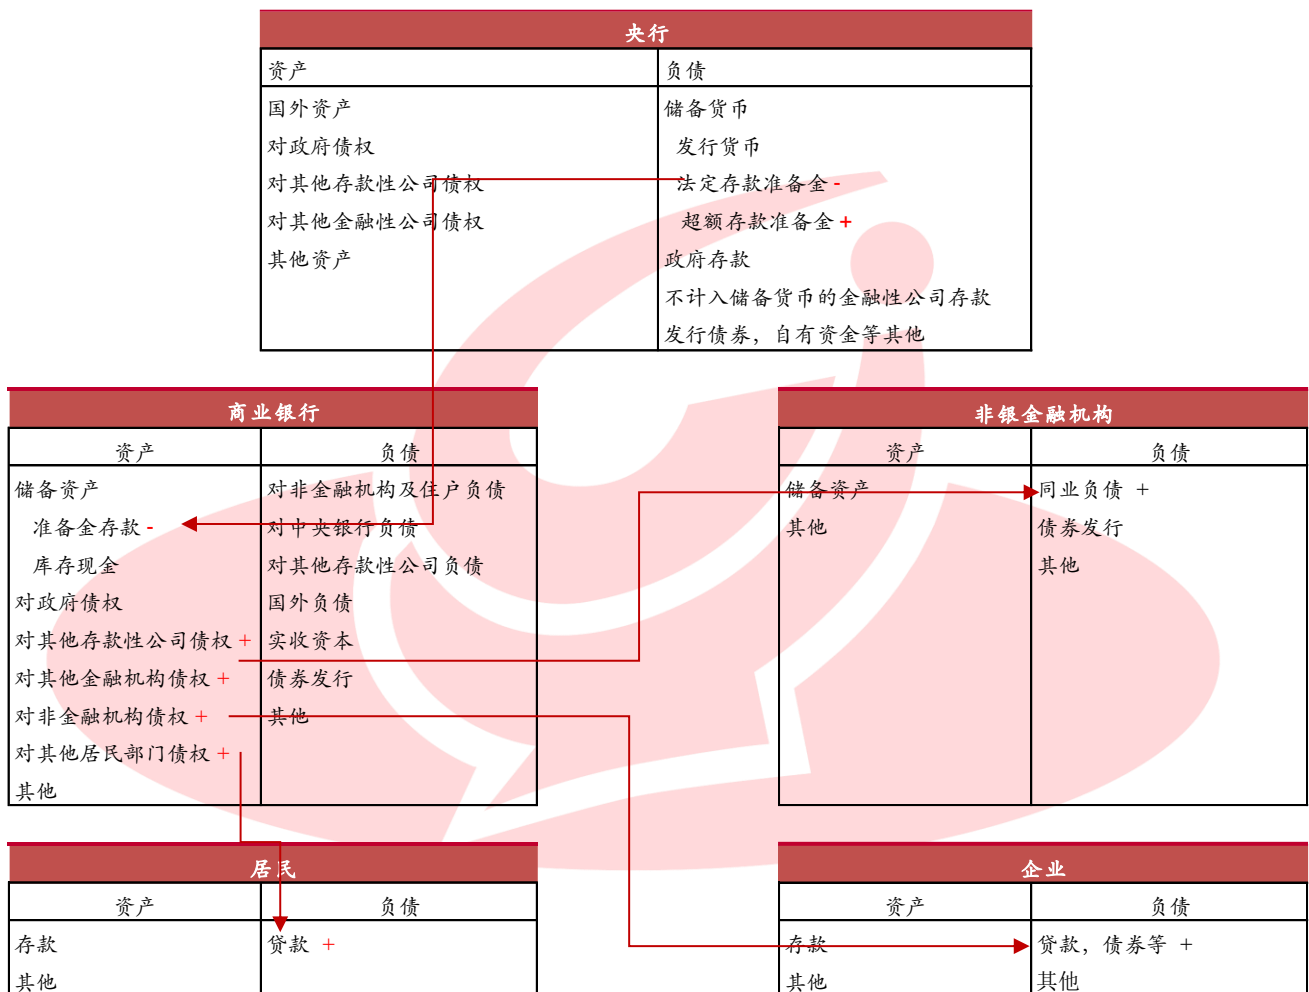 央行
资产 负债
国外资产 储备货币
对政府债权 发行货币
对其他存款性公司债权 法定存款准备金 -
对其他金融性公司债权 超额存款准备金 +
其他资产 政府存款
不计入储备货币的金融性公司存款
发行债券，自有资金等其他
商业银行
资产 负债
储备资产 对非金融机构及住户负债
准备金存款 - 对中央银行负债
库存现金 对其他存款性公司负债
对政府债权 国外负债
对其他存款性公司债权 + 实收资本
对其他金融机构债权 + 债券发行
对非金融机构债权 + 其他
对其他居民部门债权 +
其他
非银金融机构
资产 负债
储备资产 同业负债 +
其他 债券发行
其他
居民
资产 负债
存款 贷款 +
其他
企业
资产 负债
存款 贷款，债券等 +
其他 其他